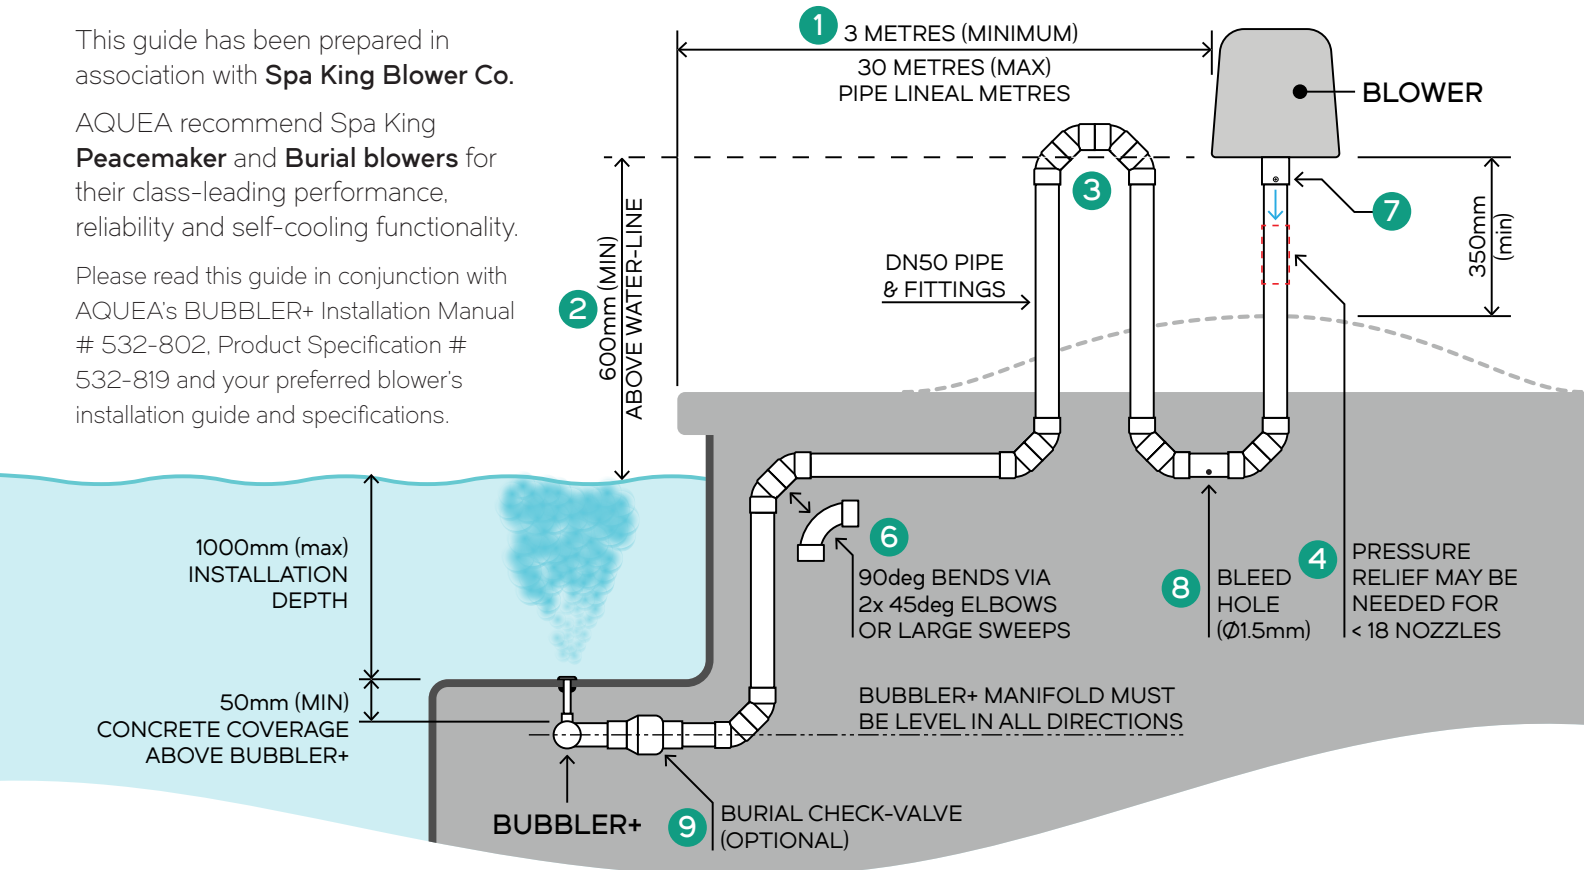 This guide has been prepared in
association with Spa King Blower Co.
AQUEA recommend Spa King
Peacemaker and Burial blowers for
their class-leading performance,
reliability and self-cooling functionality.
Please read this guide in conjunction with
AQUEA's BUBBLER+ Installation Manual
# 532-802, Product Specification #
532-819 and your preferred blower's
installation guide and specifications.
1
3 METRES (MINIMUM)
30 METRES (MAX)
PIPE LINEAL METRES
BLOWER
2
600mm (MIN)
ABOVE WATER-LINE
3
DN50 PIPE
& FITTINGS
7
350mm
(min)
1000mm (max)
INSTALLATION
DEPTH
6
90deg BENDS VIA
2x 45deg ELBOWS
OR LARGE SWEEPS
8
BLEED
HOLE
(Ø1.5mm)
4
PRESSURE
RELIEF MAY BE
NEEDED FOR
< 18 NOZZLES
50mm (MIN)
CONCRETE COVERAGE
ABOVE BUBBLER+
BUBBLER+ MANIFOLD MUST
BE LEVEL IN ALL DIRECTIONS
BUBBLER+
9
BURIAL CHECK-VALVE
(OPTIONAL)